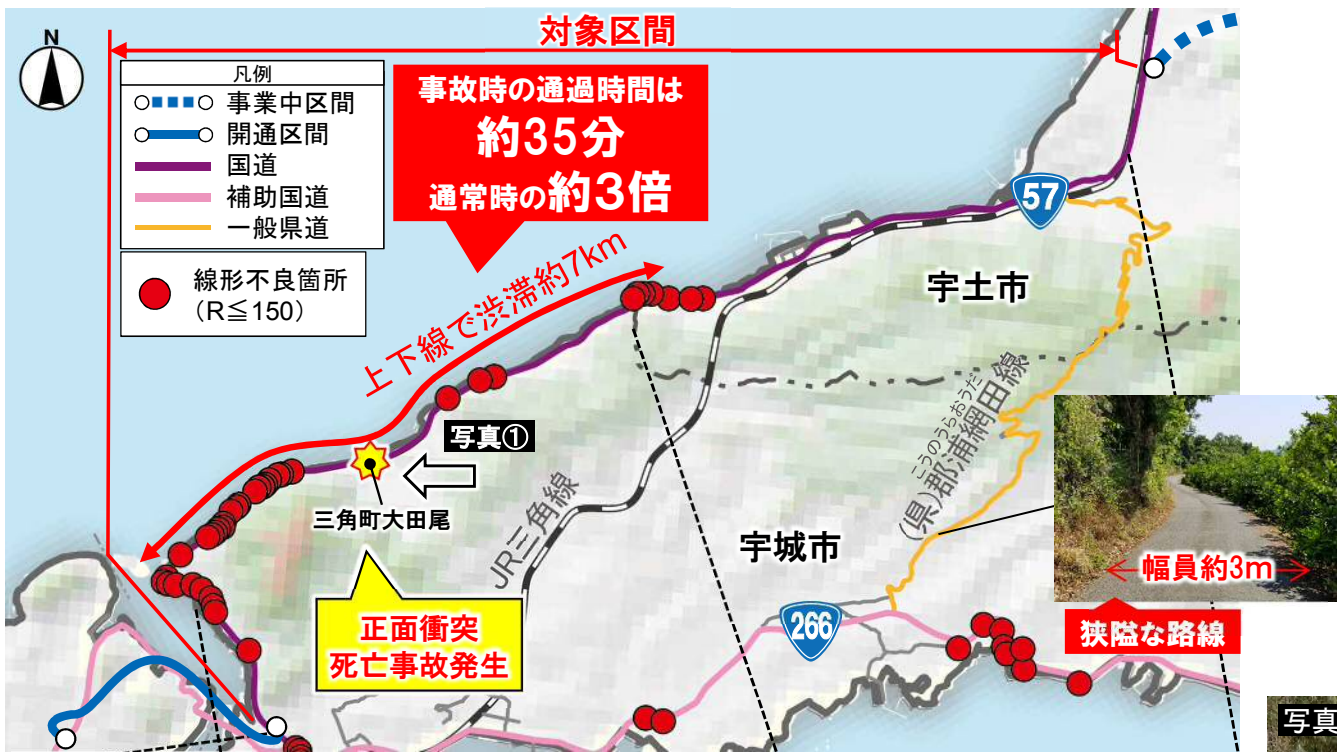 対象区間
N
凡例
事業中区間
開通区間
国道
補助国道
一般県道
線形不良箇所
(R≦150)
事故時の通過時間は
約35分
通常時の約3倍
57
上下線で渋滞約7km
宇土市
写真①
三角町大田尾
JR三角線
こうのうらおうだ
(県)郡浦網田線
宇城市
正面衝突
死亡事故発生
266
幅員約3m
狭隘な路線
写真